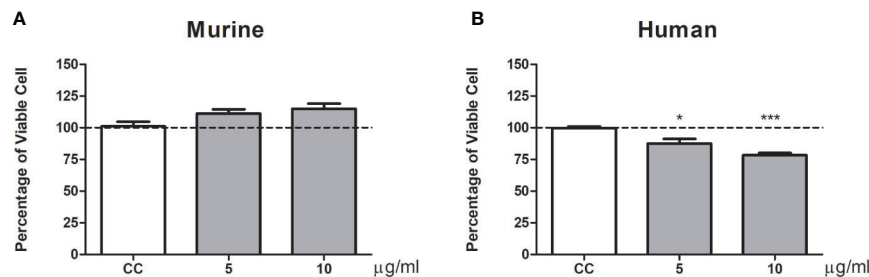 A
Murine
Percentage of Viable Cell
150
125
100
75
50
25
0
CC
5
10
µg/ml
B
Human
Percentage of Viable Cell
150
125
100
75
50
25
0
*
***
CC
5
10
µg/ml